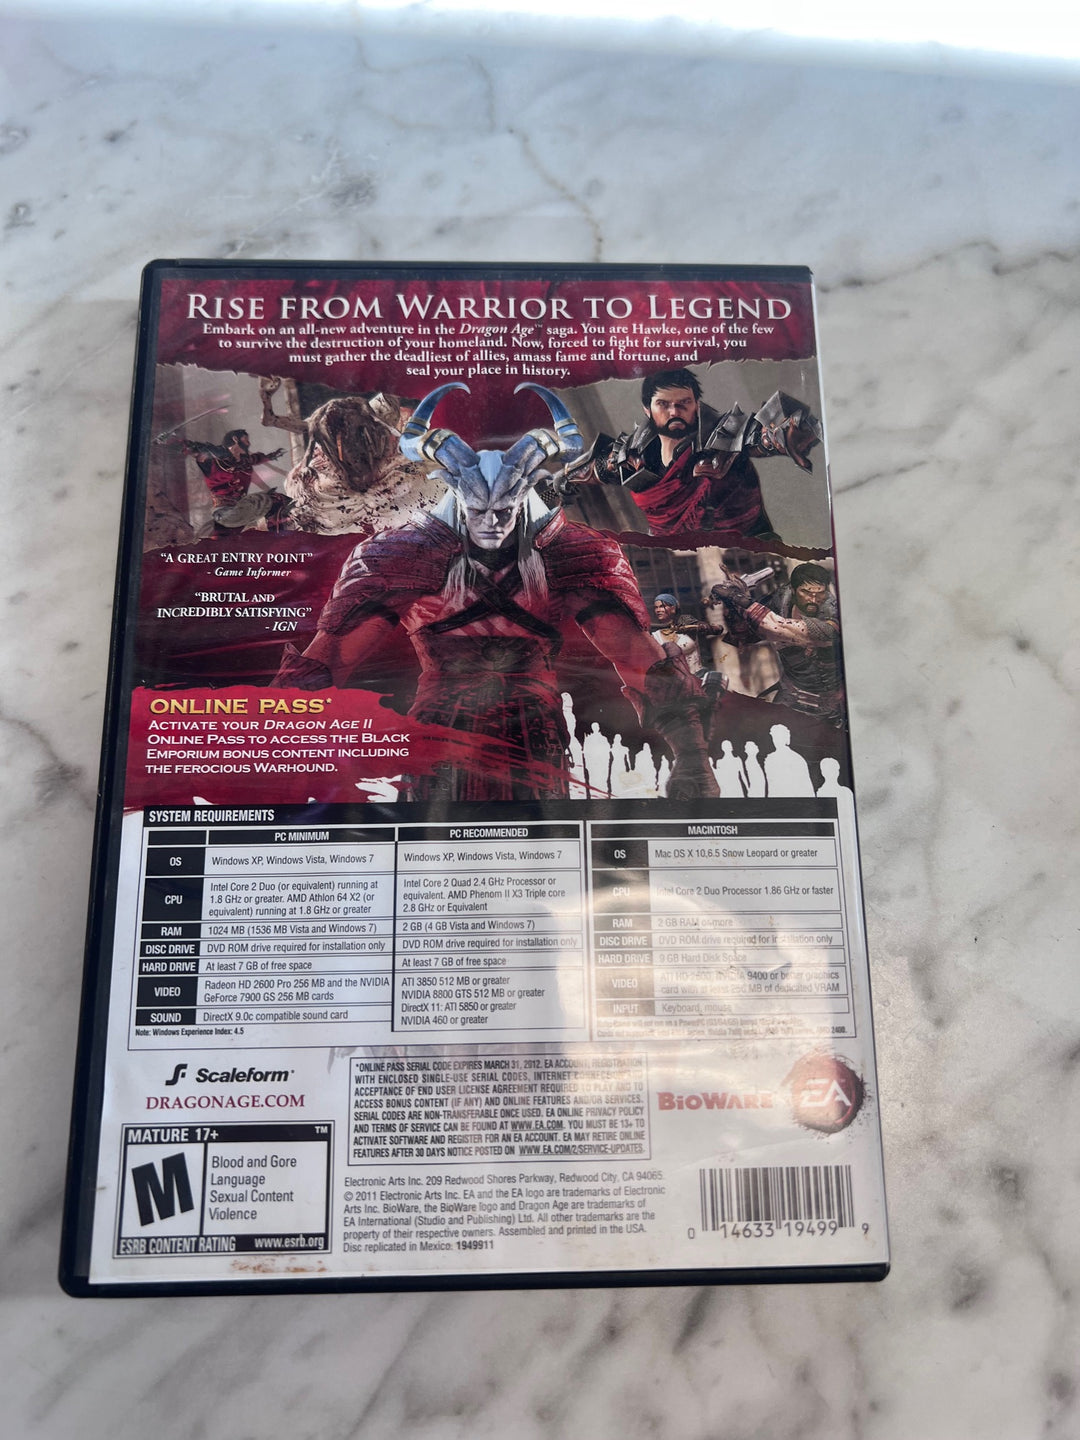 RISE FROM WARRIOR TO LEGEND
Embark on an all-new adventure in the Dragon Age™ saga. You are Hawke, one of the few
to survive the destruction of your homeland. Now, forced to fight for survival, you
must gather the deadliest of allies, amass fame and fortune, and
seal your place in history.
"A GREAT ENTRY POINT"
- Game Informer
"BRUTAL AND
INCREDIBLY SATISFYING"
- IGN
ONLINE PASS*
ACTIVATE YOUR DRAGON AGE II
ONLINE PASS TO ACCESS THE BLACK
EMPORIUM BONUS CONTENT INCLUDING
THE FEROCIOUS WARHOUND.
SYSTEM REQUIREMENTS
PC MINIMUM
OS Windows XP, Windows Vista, Windows 7
CPU Intel Core 2 Duo (or equivalent) running at
1.8 GHz or greater. AMD Athlon 64 X2 (or
equivalent) running at 1.8 GHz or greater
RAM 1024 MB (1536 MB Vista and Windows 7)
DISC DRIVE DVD ROM drive required for installation only
HARD DRIVE At least 7 GB of free space
VIDEO Radeon HD 2600 Pro 256 MB and the NVIDIA
GeForce 7900 GS 256 MB cards
SOUND DirectX 9.0c compatible sound card
Note: Windows Experience Index: 4.5
PC RECOMMENDED
Windows XP, Windows Vista, Windows 7
Intel Core 2 Quad 2.4 GHz Processor or
equivalent. AMD Phenom II X3 Triple core
2.8 GHz or Equivalent
2 GB (4 GB Vista and Windows 7)
DVD ROM drive required for installation only
At least 7 GB of free space
ATI 3850 512 MB or greater
NVIDIA 8800 GTS 512 MB or greater
DirectX 11: ATI 5850 or greater
NVIDIA 460 or greater
MACINTOSH
OS Mac OS X 10.6.5 Snow Leopard or greater
CPU Intel Core 2 Duo Processor 1.86 GHz or faster
RAM 2 GB RAM or more
DISC DRIVE DVD ROM drive required for installation only
HARD DRIVE 9 GB Hard Disk Space
VIDEO ATI HD 2600, NVIDIA 9400 or better graphics
card with at least 256 MB of dedicated VRAM
INPUT Keyboard, mouse
Scaleform
DRAGONAGE.COM
*ONLINE PASS SERIAL CODE EXPIRES MARCH 31, 2012. EA ACCOUNT, REGISTRATION
WITH ENCLOSED SINGLE-USE SERIAL CODES, INTERNET CONNECTION,
ACCEPTANCE OF END USER LICENSE AGREEMENT REQUIRED TO PLAY AND TO
ACCESS BONUS CONTENT (IF ANY) AND ONLINE FEATURES AND/OR SERVICES.
SERIAL CODES ARE NON-TRANSFERABLE ONCE USED. EA ONLINE PRIVACY POLICY
AND TERMS OF SERVICE CAN BE FOUND AT WWW.EA.COM. YOU MUST BE 13+ TO
ACTIVATE SOFTWARE AND REGISTER FOR AN EA ACCOUNT. EA MAY RETIRE ONLINE
FEATURES AFTER 30 DAYS NOTICE POSTED ON WWW.EA.COM/2/SERVICE-UPDATES.
BIOWARE
EA
MATURE 17+ ™
M
Blood and Gore
Language
Sexual Content
Violence
ESRB CONTENT RATING www.esrb.org
Electronic Arts Inc. 209 Redwood Shores Parkway, Redwood City, CA 94065.
© 2011 Electronic Arts Inc. EA and the EA logo are trademarks of Electronic
Arts Inc. BioWare, the BioWare logo and Dragon Age are trademarks of
EA International (Studio and Publishing) Ltd. All other trademarks are the
property of their respective owners. Assembled and printed in the USA.
Disc replicated in Mexico. 1949911
0 14633 19499 9